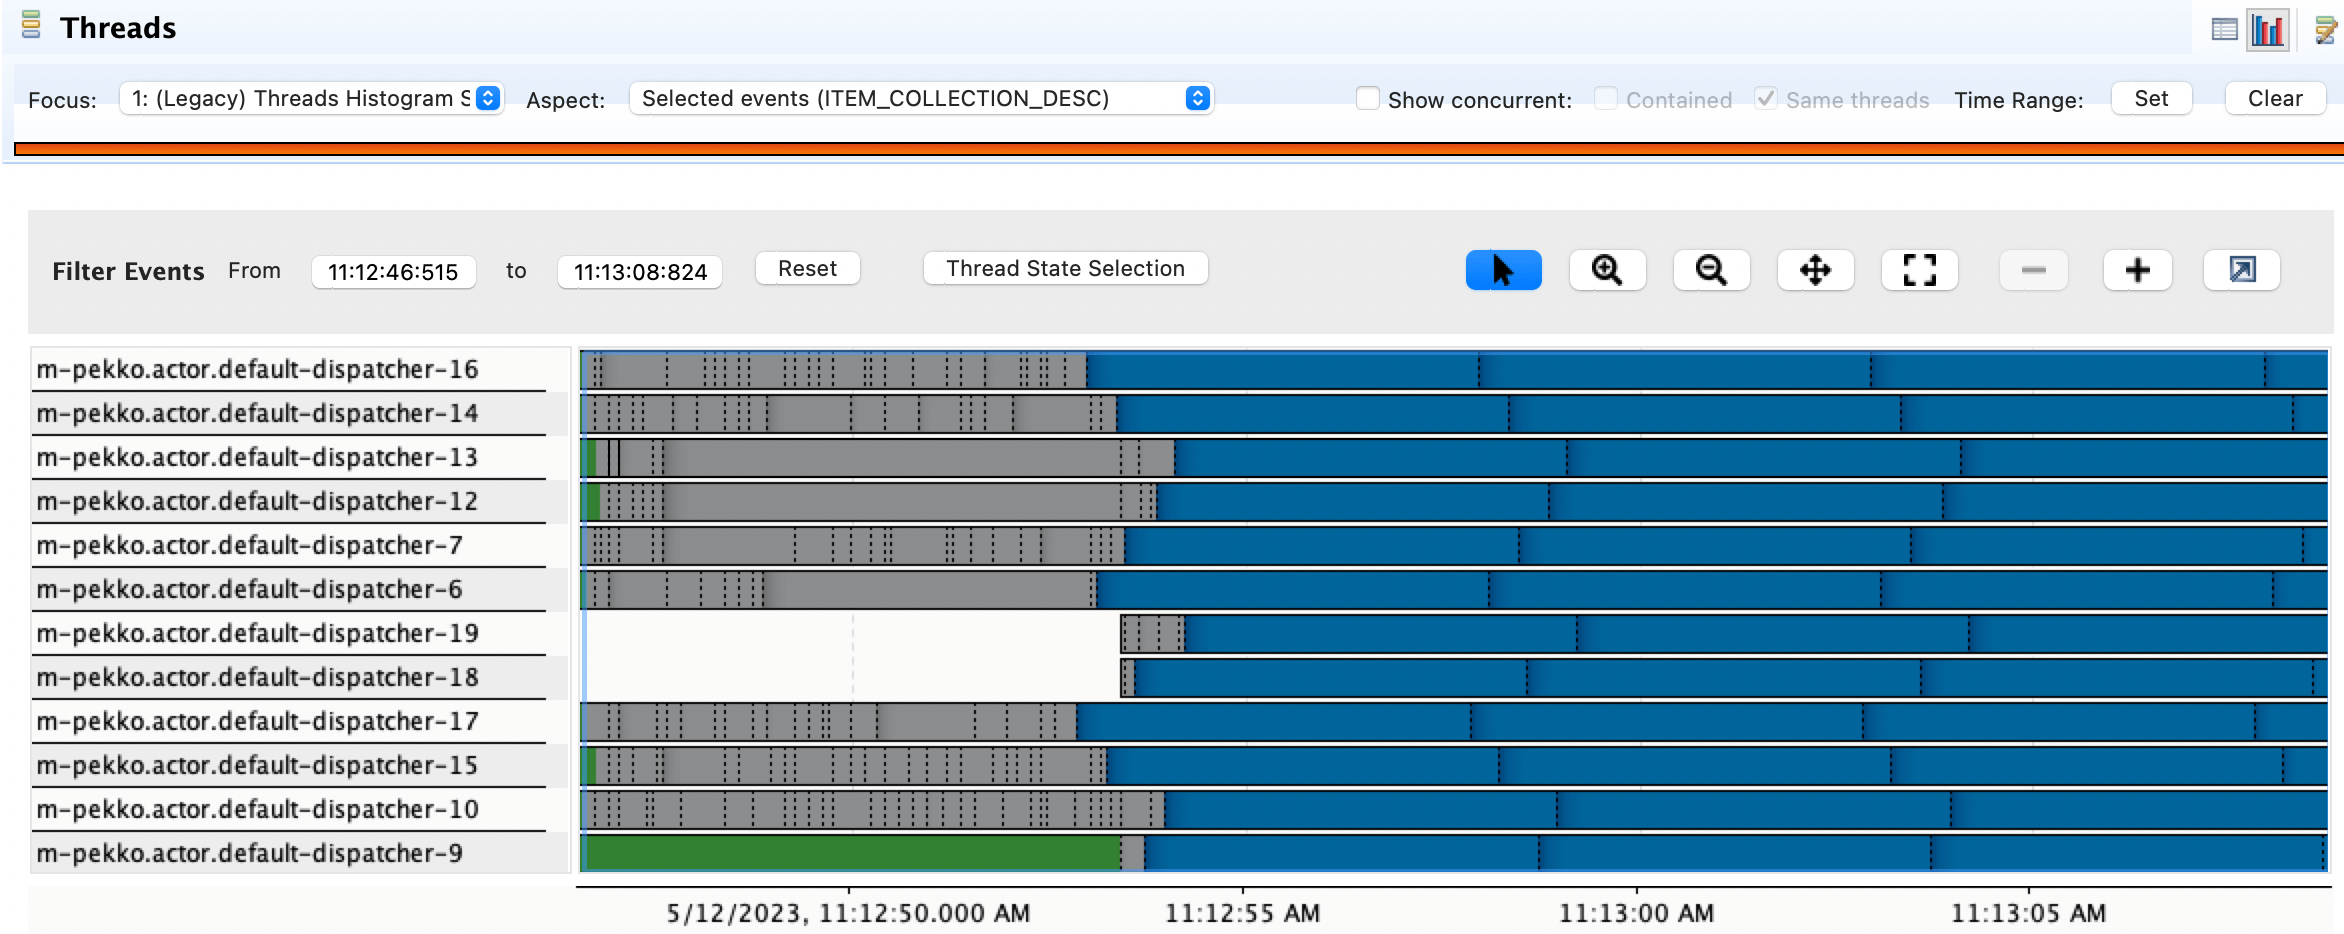 Threads
Focus: 1: (Legacy) Threads Histogram S Aspect: Selected events (ITEM_COLLECTION_DESC) Show concurrent: Contained Same threads Time Range: Set Clear
Filter Events From 11:12:46:515 to 11:13:08:824 Reset Thread State Selection
m-pekko.actor.default-dispatcher-16
m-pekko.actor.default-dispatcher-14
m-pekko.actor.default-dispatcher-13
m-pekko.actor.default-dispatcher-12
m-pekko.actor.default-dispatcher-7
m-pekko.actor.default-dispatcher-6
m-pekko.actor.default-dispatcher-19
m-pekko.actor.default-dispatcher-18
m-pekko.actor.default-dispatcher-17
m-pekko.actor.default-dispatcher-15
m-pekko.actor.default-dispatcher-10
m-pekko.actor.default-dispatcher-9
5/12/2023, 11:12:50.000 AM 11:12:55 AM 11:13:00 AM 11:13:05 AM